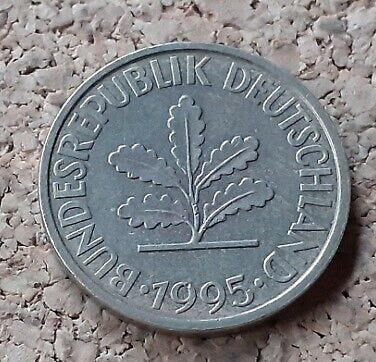 BUNDESREPUBLIK DEUTSCHLAND
·1995·